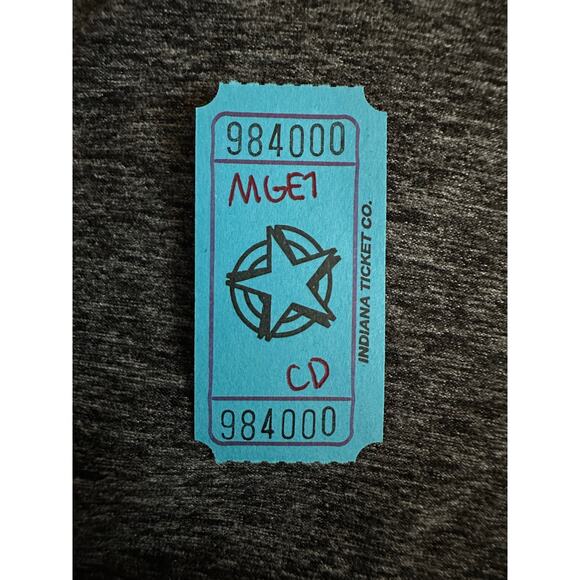 984000
MGE1
INDIANA TICKET CO.
CD
984000